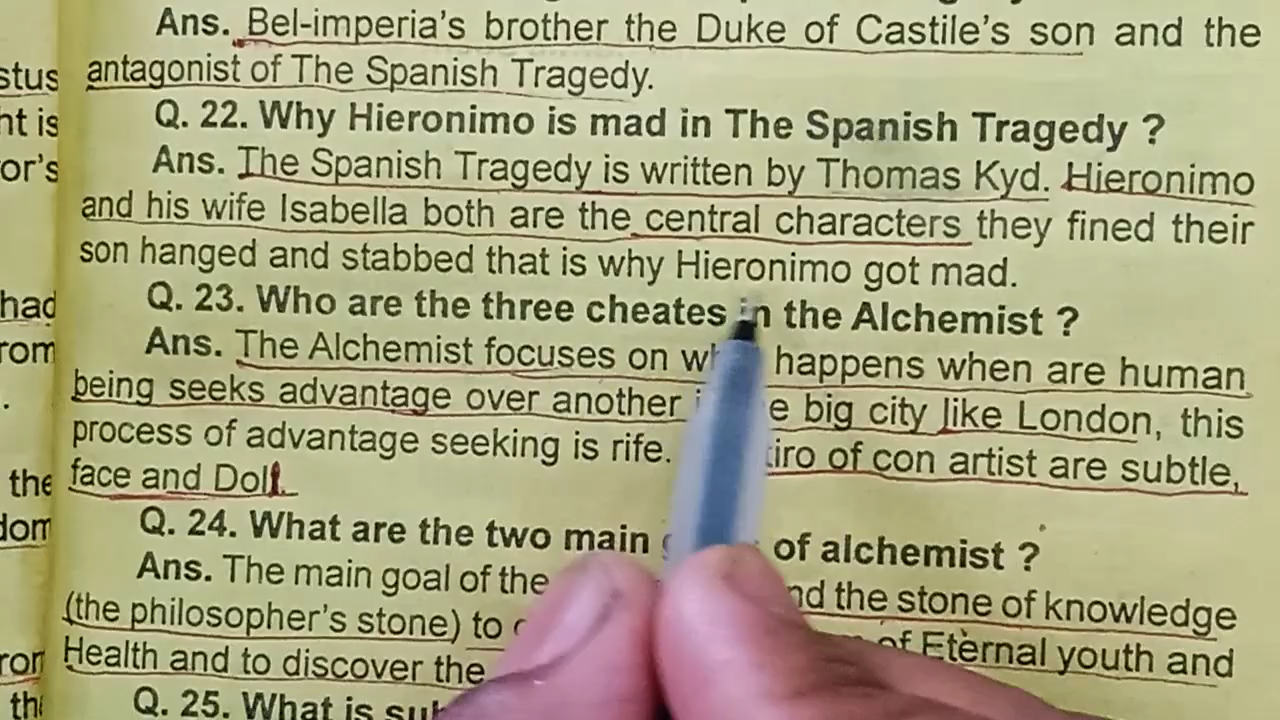 Ans. Bel-imperia's brother the Duke of Castile's son and the
antagonist of The Spanish Tragedy.
Q. 22. Why Hieronimo is mad in The Spanish Tragedy ?
Ans. The Spanish Tragedy is written by Thomas Kyd. Hieronimo
and his wife Isabella both are the central characters they fined their
son hanged and stabbed that is why Hieronimo got mad.
Q. 23. Who are the three cheates in the Alchemist ?
Ans. The Alchemist focuses on happens when are human
being seeks advantage over another big city like London, this
process of advantage seeking is rife. of con artist are subtle,
face and Doll.
Q. 24. What are the two main of alchemist ?
Ans. The main goal of the the stone of knowledge
(the philosopher's stone) to of Eternal youth and
Health and to discover the
Q. 25. What is
had
the